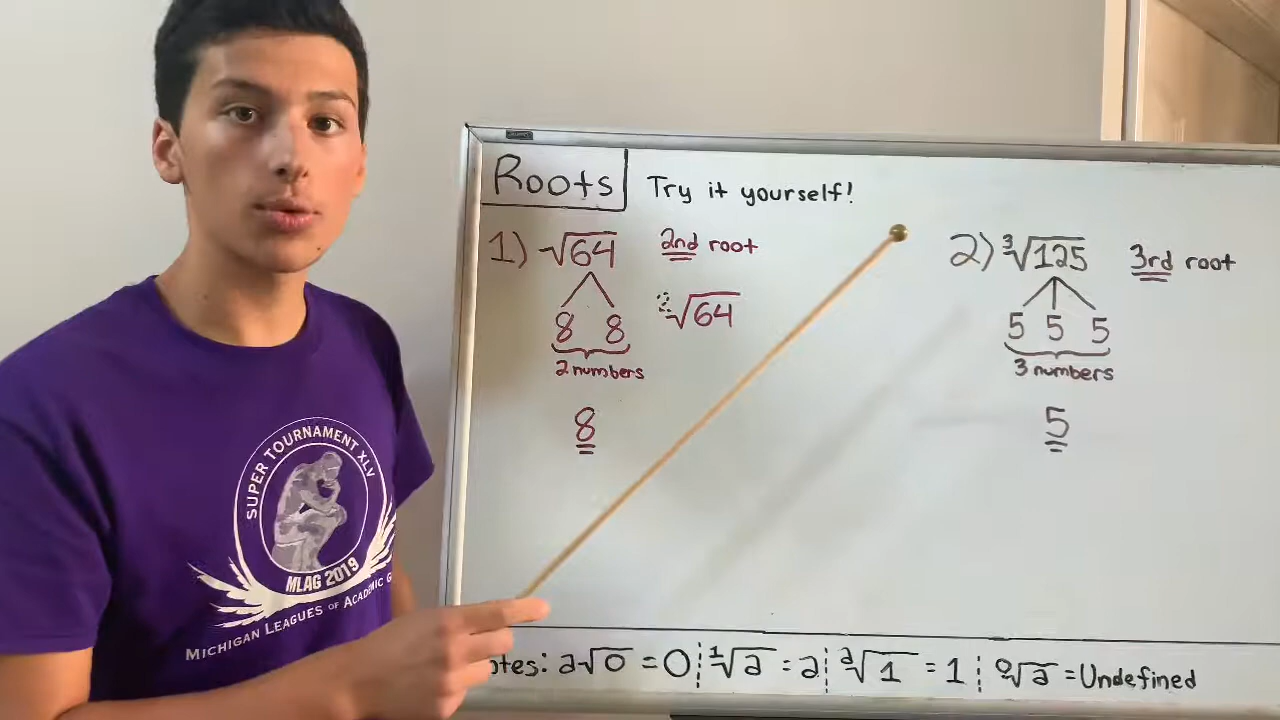 Roots
Try it yourself!
1) √64 2nd root
8 8
²√64
2 numbers
8
2) ³√125 3rd root
5 5 5
3 numbers
5
otes: a√0 = 0 ¹√a = a ª√1 = 1 ⁰√a = Undefined
SUPER TOURNAMENT XLV
MLAG 2019
MICHIGAN LEAGUES OF ACADEMIC G